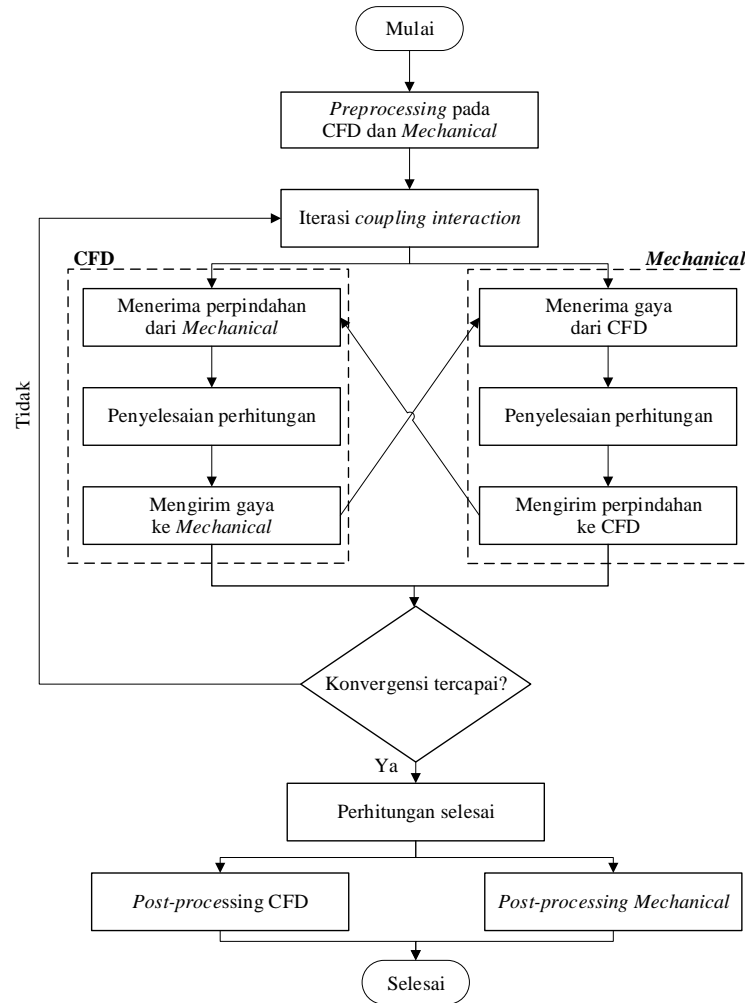 Mulai
Preprocessing pada
CFD dan Mechanical
Iterasi coupling interaction
CFD
Mechanical
Menerima perpindahan
dari Mechanical
Menerima gaya
dari CFD
Tidak
Penyelesaian perhitungan
Penyelesaian perhitungan
Mengirim gaya
ke Mechanical
Mengirim perpindahan
ke CFD
Konvergensi tercapai?
Ya
Perhitungan selesai
Post-processing CFD
Post-processing Mechanical
Selesai